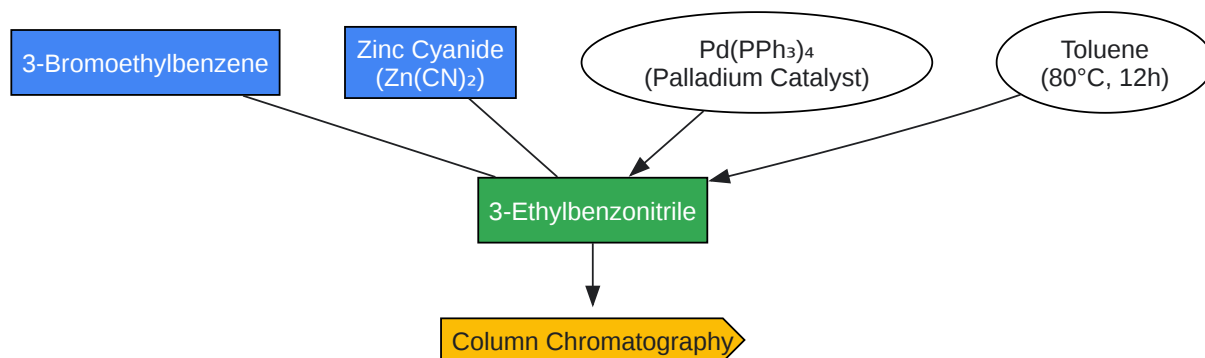 3-Bromoethylbenzene
Zinc Cyanide
(Zn(CN)₂)
Pd(PPh₃)₄
(Palladium Catalyst)
Toluene
(80°C, 12h)
3-Ethylbenzonitrile
Column Chromatography